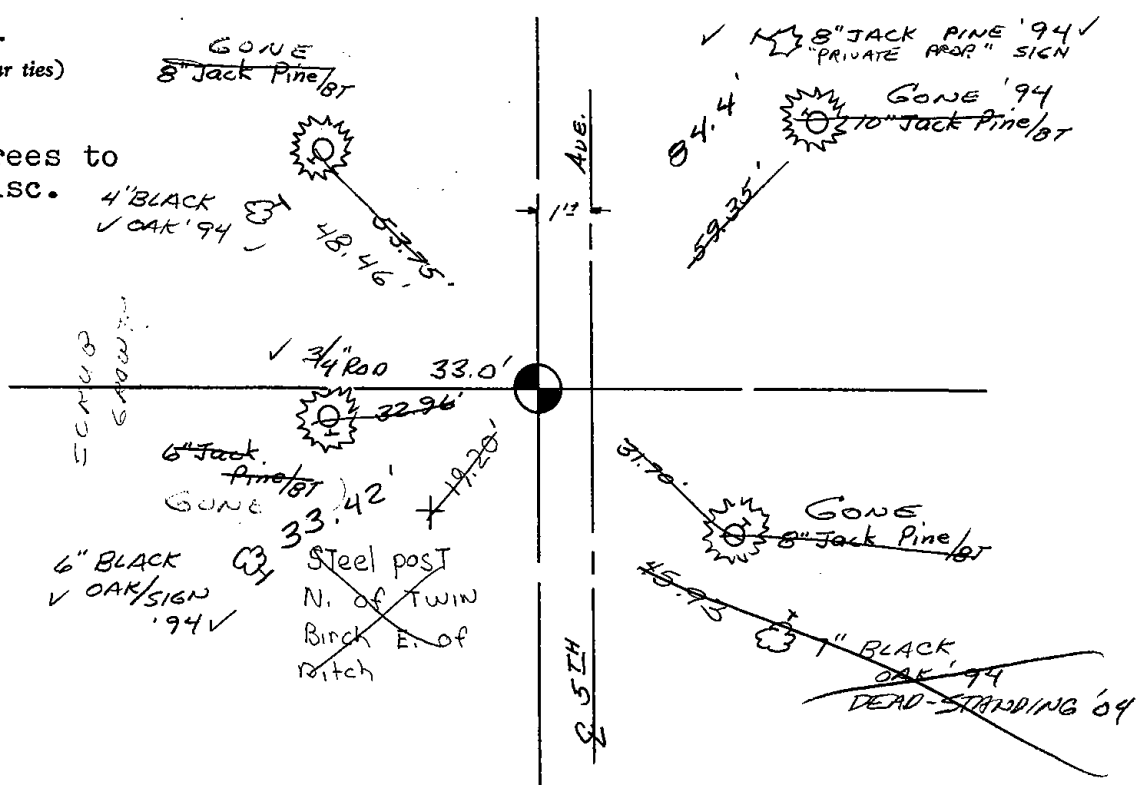 ur ties)
rees to
isc.
GONE
8" Jack Pine/BT
4" BLACK
✓ OAK '94 ✓
53.75'
48.46'
✓ 8" JACK PINE '94 ✓
"PRIVATE PROP." SIGN
GONE '94
10" Jack Pine/BT
84.4'
59.35'
AVE.
1'±
SCRUB
GROWTH
✓ 3/4" ROD 33.0'
32.96'
6" Jack
Pine/BT
GONE
33.42'
19.20'
6" BLACK
✓ OAK/SIGN
'94 ✓
Steel posT
N. of TWIN
Birch E. of
Ditch
31.70'
GONE
8" Jack Pine/BT
45.93
7" BLACK
OAK '94
DEAD-STANDING '04
℄ 5TH